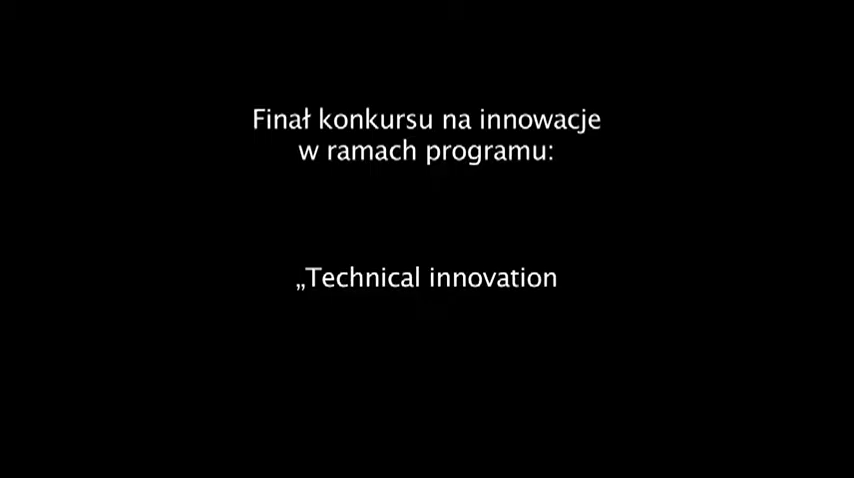 Finał konkursu na innowacje
w ramach programu:
„Technical innovation